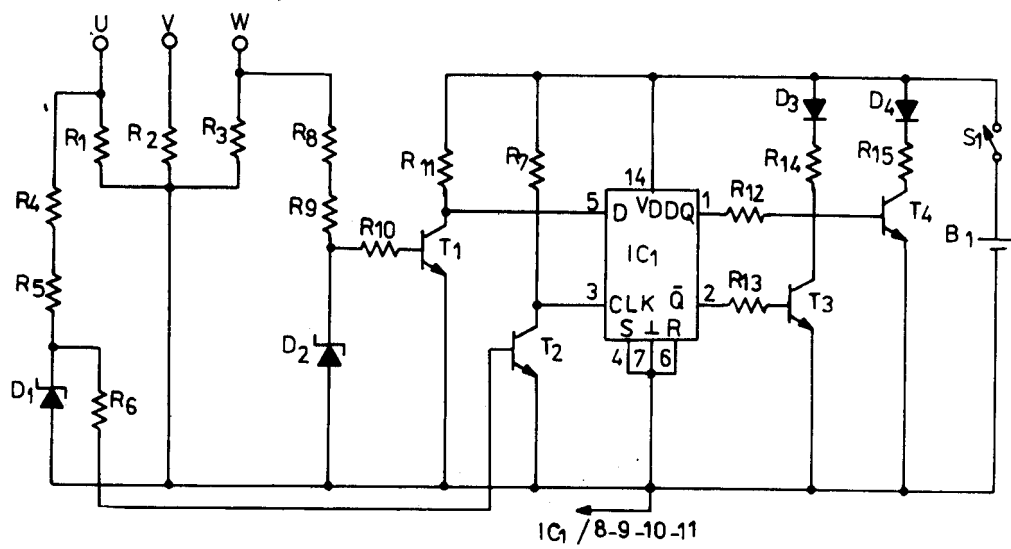 U V W
R1 R2 R3 R8 R11 R7 D3 D4 S1
R14 R15
R4 R9 14
R10 5 D VDD Q 1 R12 T4
T1 IC1 B1
R5 R13
3 CLK Q̄ 2 T3
S ⊥ R
D1 R6 D2 T2 4 7 6
IC1 / 8-9-10-11